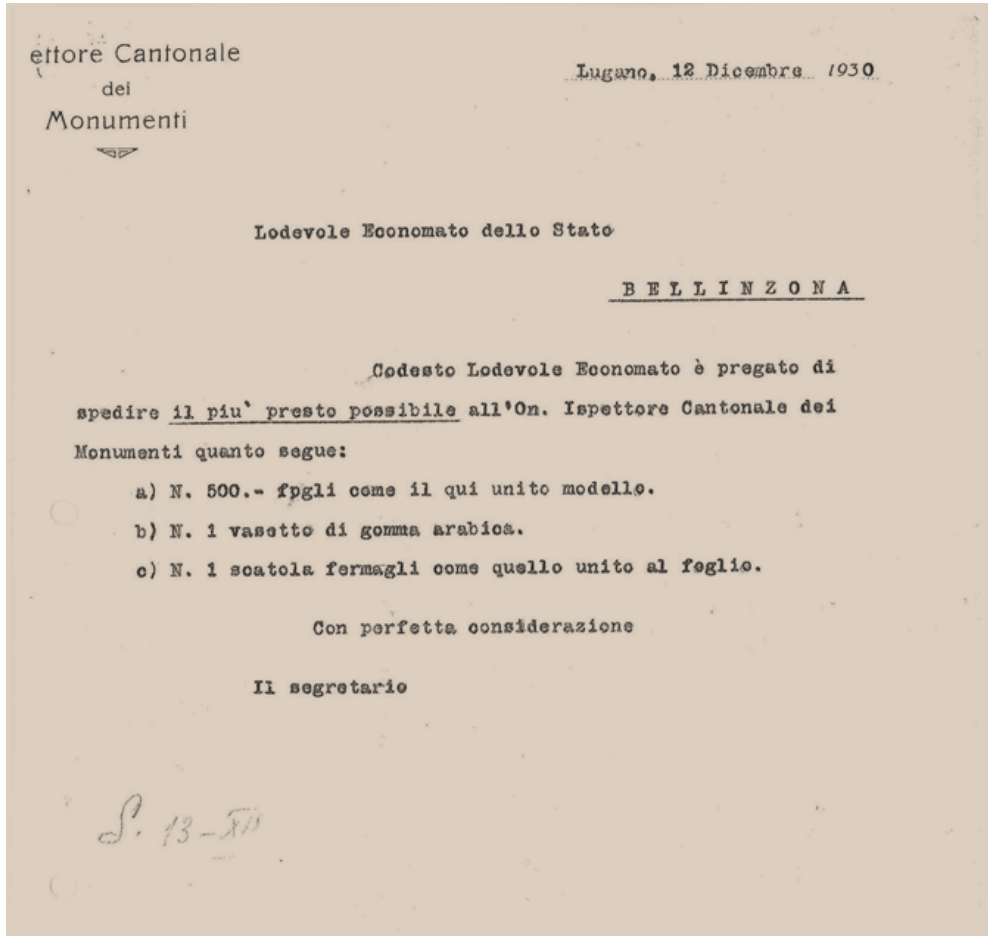 ettore Cantonale
dei
Monumenti
Lugano, 12 Dicembre 1930
Lodevole Economato dello Stato
B E L L I N Z O N A
Codesto Lodevole Economato è pregato di
spedire il piu' presto possibile all'On. Ispettore Cantonale dei
Monumenti quanto segue:
a) N. 500.- fpgli come il qui unito modello.
b) N. 1 vasetto di gomma arabica.
c) N. 1 scatola fermagli come quello unito al foglio.
Con perfetta considerazione
Il segretario
S. 13-XII